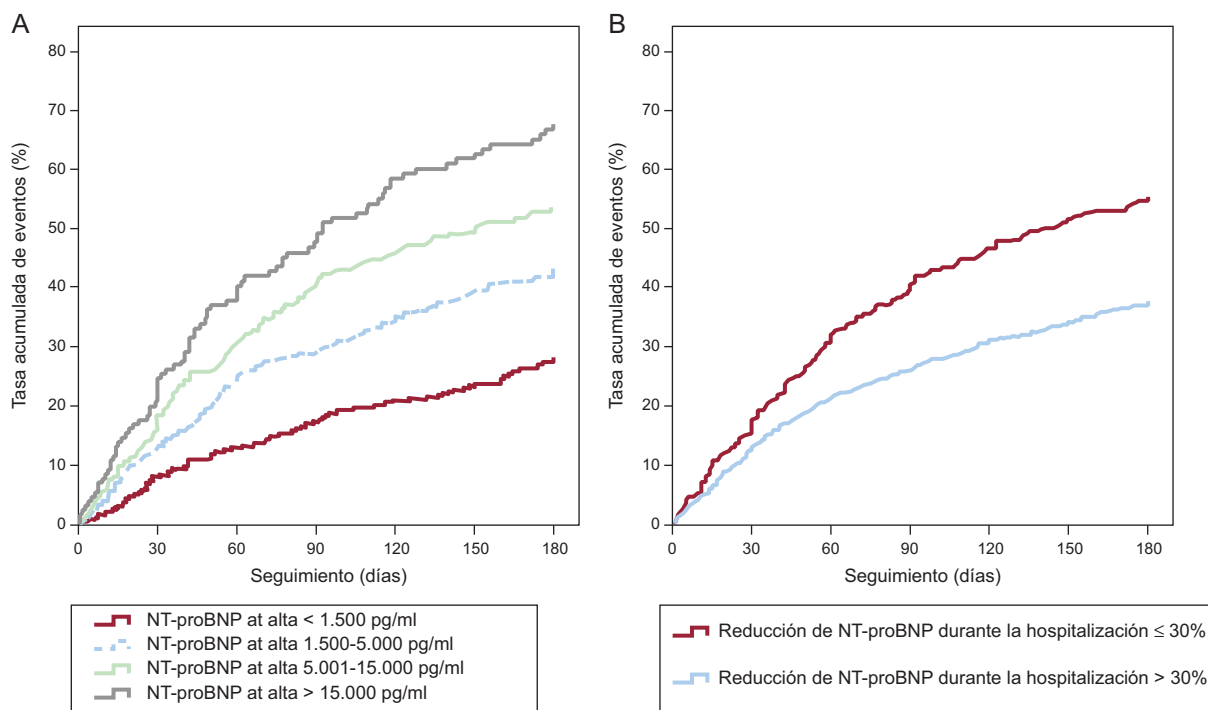 A
80
70
60
50
40
30
20
10
0
Tasa acumulada de eventos (%)
0 30 60 90 120 150 180
Seguimiento (días)
NT-proBNP at alta < 1.500 pg/ml
NT-proBNP at alta 1.500-5.000 pg/ml
NT-proBNP at alta 5.001-15.000 pg/ml
NT-proBNP at alta > 15.000 pg/ml
B
80
70
60
50
40
30
20
10
0
Tasa acumulada de eventos (%)
0 30 60 90 120 150 180
Seguimiento (días)
Reducción de NT-proBNP durante la hospitalización ≤ 30%
Reducción de NT-proBNP durante la hospitalización > 30%